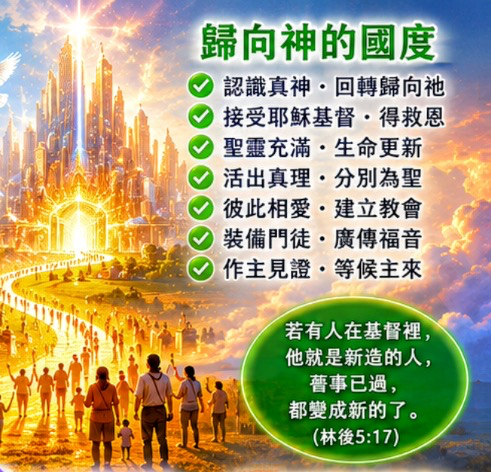 歸向神的國度
認識真神・回轉歸向祂
接受耶穌基督・得救恩
聖靈充滿・生命更新
活出真理・分別為聖
彼此相愛・建立教會
裝備門徒・廣傳福音
作主見證・等候主來
若有人在基督裡，
他就是新造的人，
舊事已過，
都變成新的了。
(林後5:17)